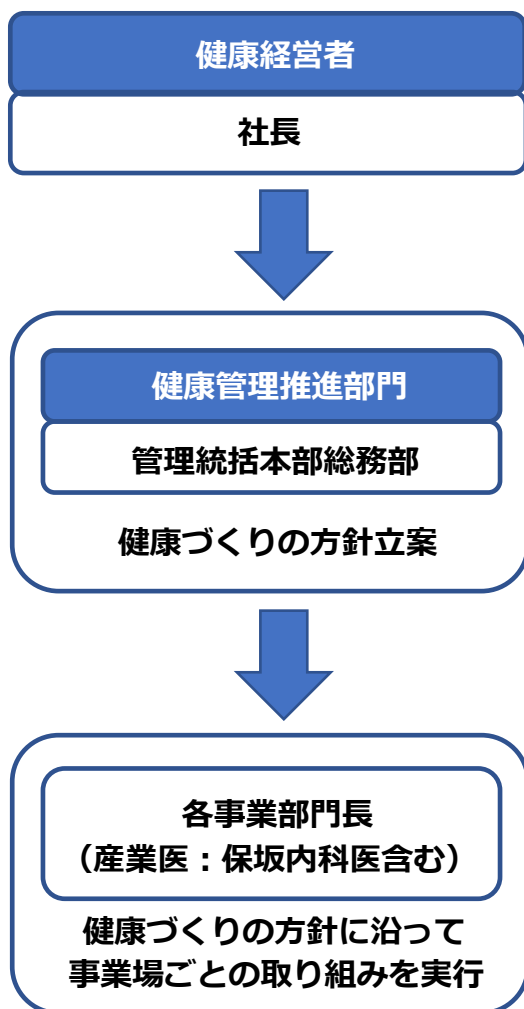 健康経営者
社長
健康管理推進部門
管理統括本部総務部
健康づくりの方針立案
各事業部門長
（産業医：保坂内科医含む）
健康づくりの方針に沿って
事業場ごとの取り組みを実行